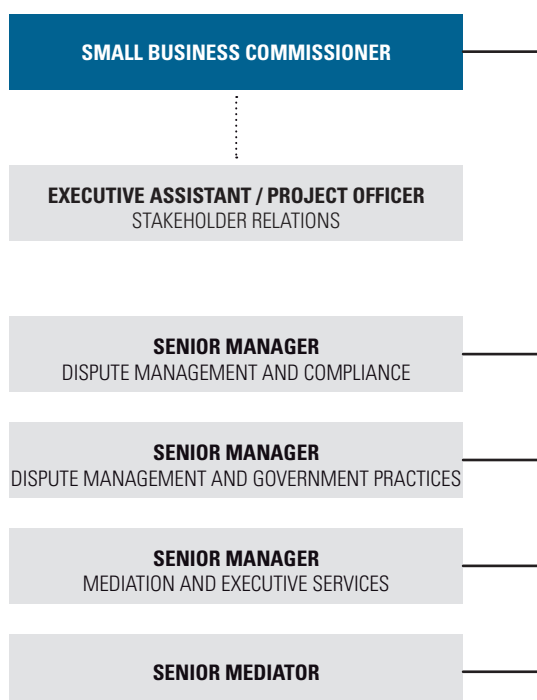 SMALL BUSINESS COMMISSIONER
EXECUTIVE ASSISTANT / PROJECT OFFICER
STAKEHOLDER RELATIONS
SENIOR MANAGER
DISPUTE MANAGEMENT AND COMPLIANCE
SENIOR MANAGER
DISPUTE MANAGEMENT AND GOVERNMENT PRACTICES
SENIOR MANAGER
MEDIATION AND EXECUTIVE SERVICES
SENIOR MEDIATOR